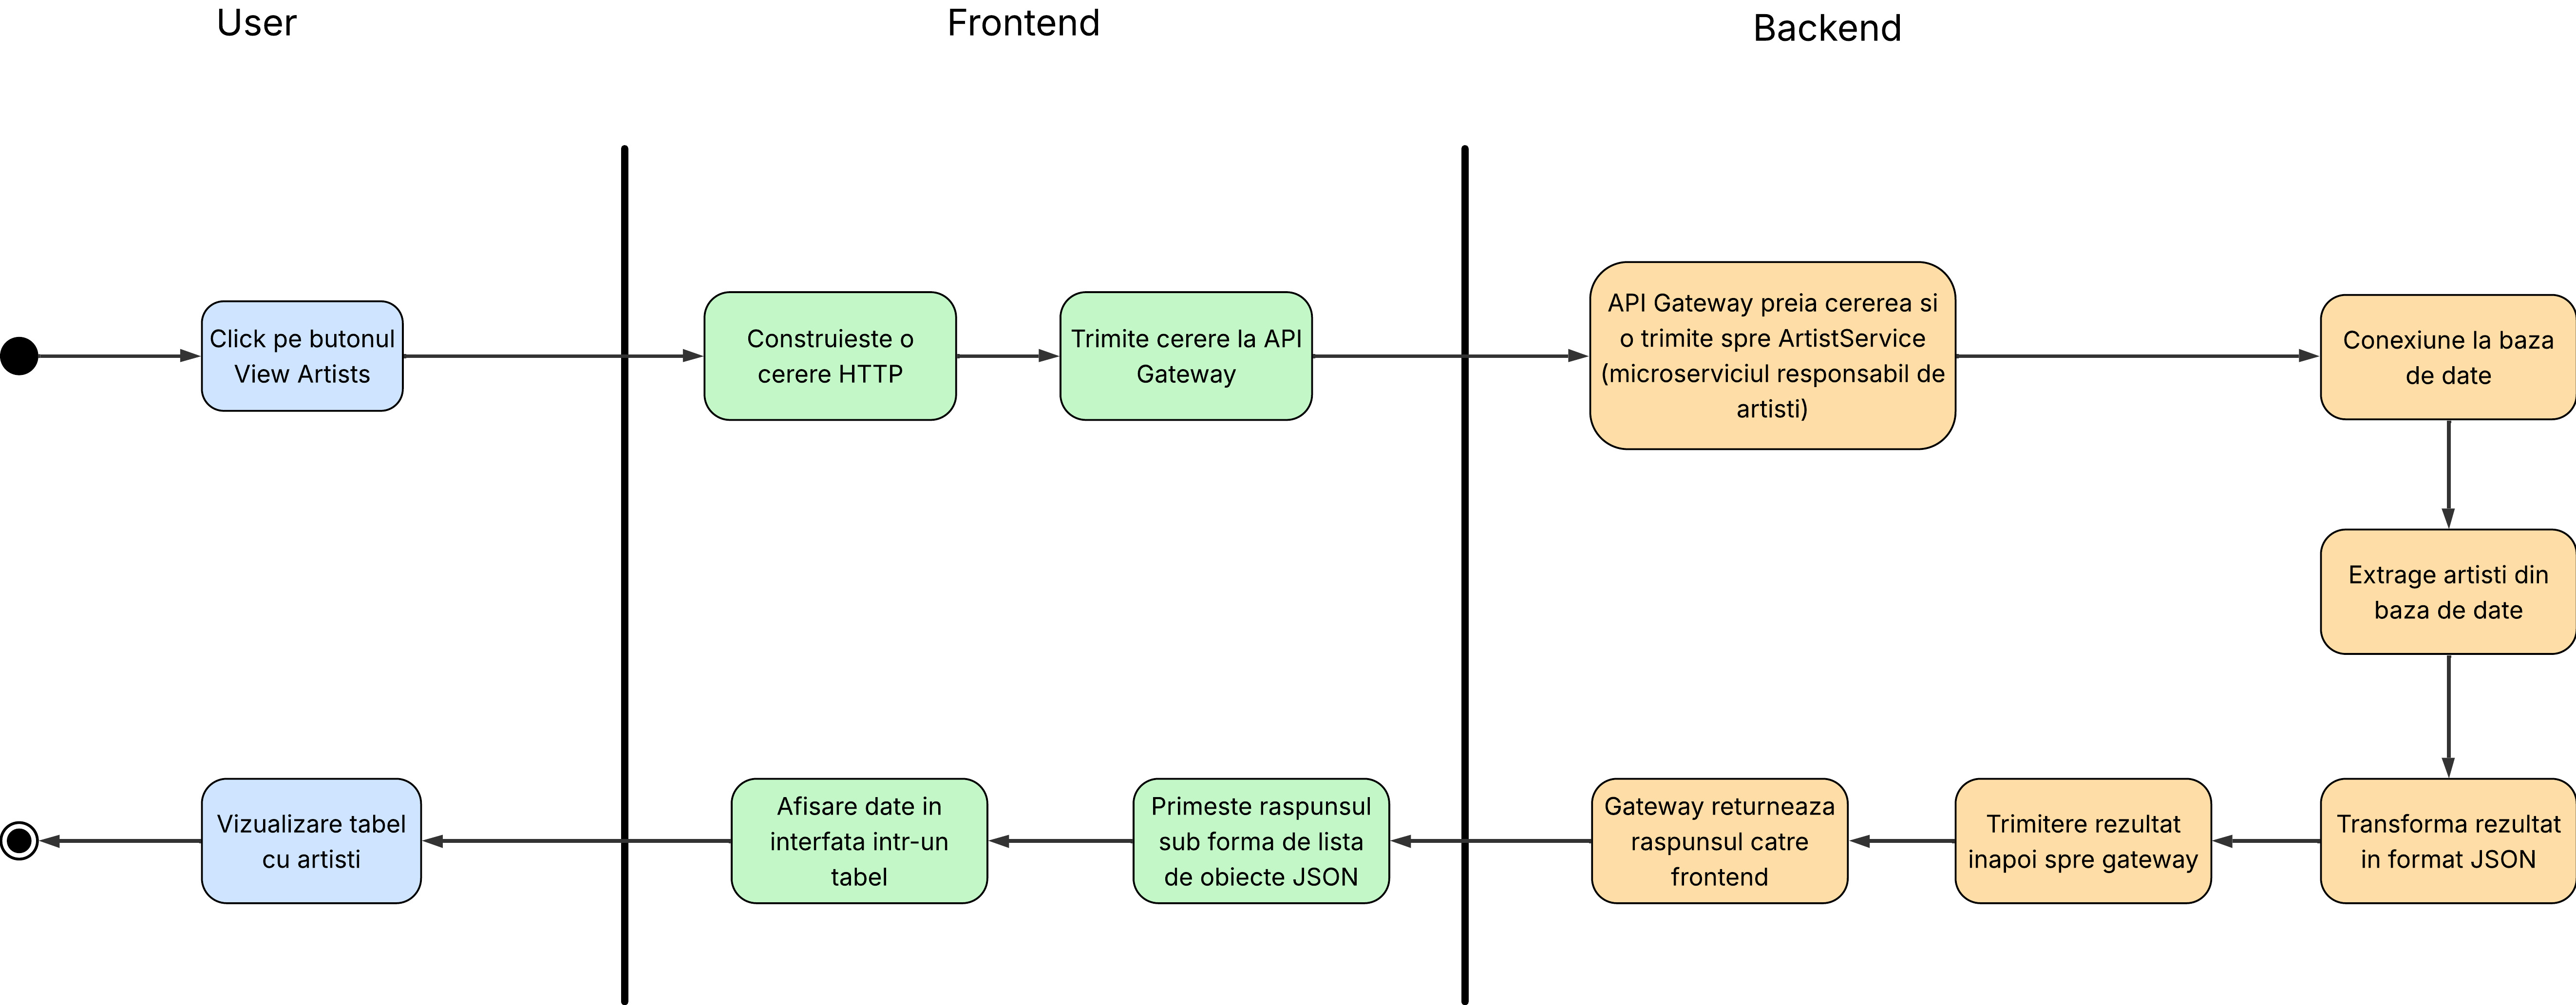 User
Frontend
Backend
Click pe butonul
View Artists
Construieste o
cerere HTTP
Trimite cerere la API
Gateway
API Gateway preia cererea si
o trimite spre ArtistService
(microserviciul responsabil de
artisti)
Conexiune la baza
de date
Extrage artisti din
baza de date
Transforma rezultat
in format JSON
Trimitere rezultat
inapoi spre gateway
Gateway returneaza
raspunsul catre
frontend
Primeste raspunsul
sub forma de lista
de obiecte JSON
Afisare date in
interfata intr-un
tabel
Vizualizare tabel
cu artisti